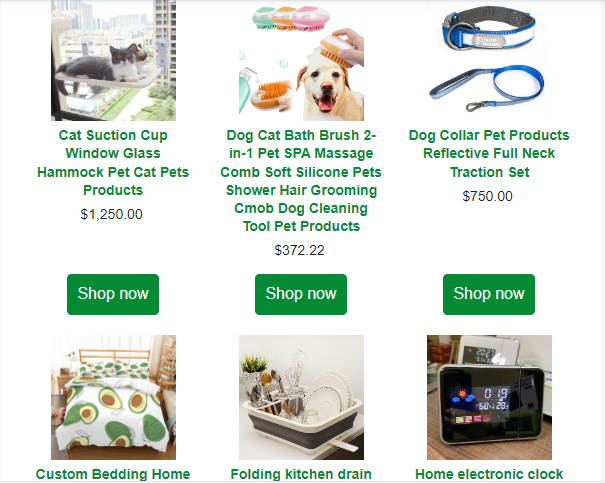 Cat Suction Cup
Window Glass
Hammock Pet Cat Pets
Products
$1,250.00
Shop now
Dog Cat Bath Brush 2-
in-1 Pet SPA Massage
Comb Soft Silicone Pets
Shower Hair Grooming
Cmob Dog Cleaning
Tool Pet Products
$372.22
Shop now
Dog Collar Pet Products
Reflective Full Neck
Traction Set
$750.00
Shop now
Custom Bedding Home
Folding kitchen drain
Home electronic clock